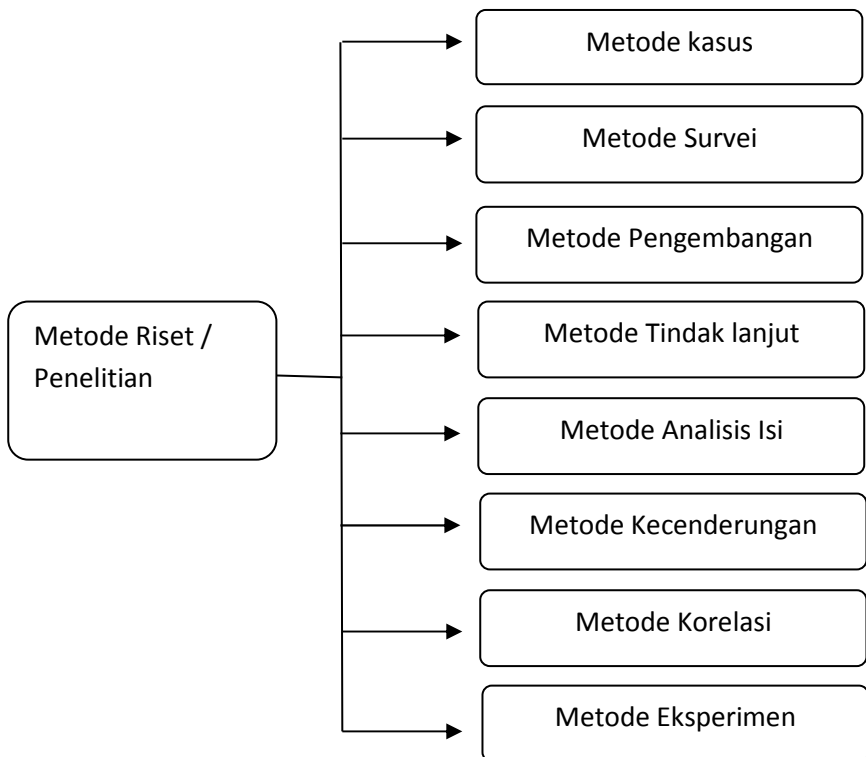 Metode kasus
Metode Survei
Metode Pengembangan
Metode Riset /
Penelitian
Metode Tindak lanjut
Metode Analisis Isi
Metode Kecenderungan
Metode Korelasi
Metode Eksperimen